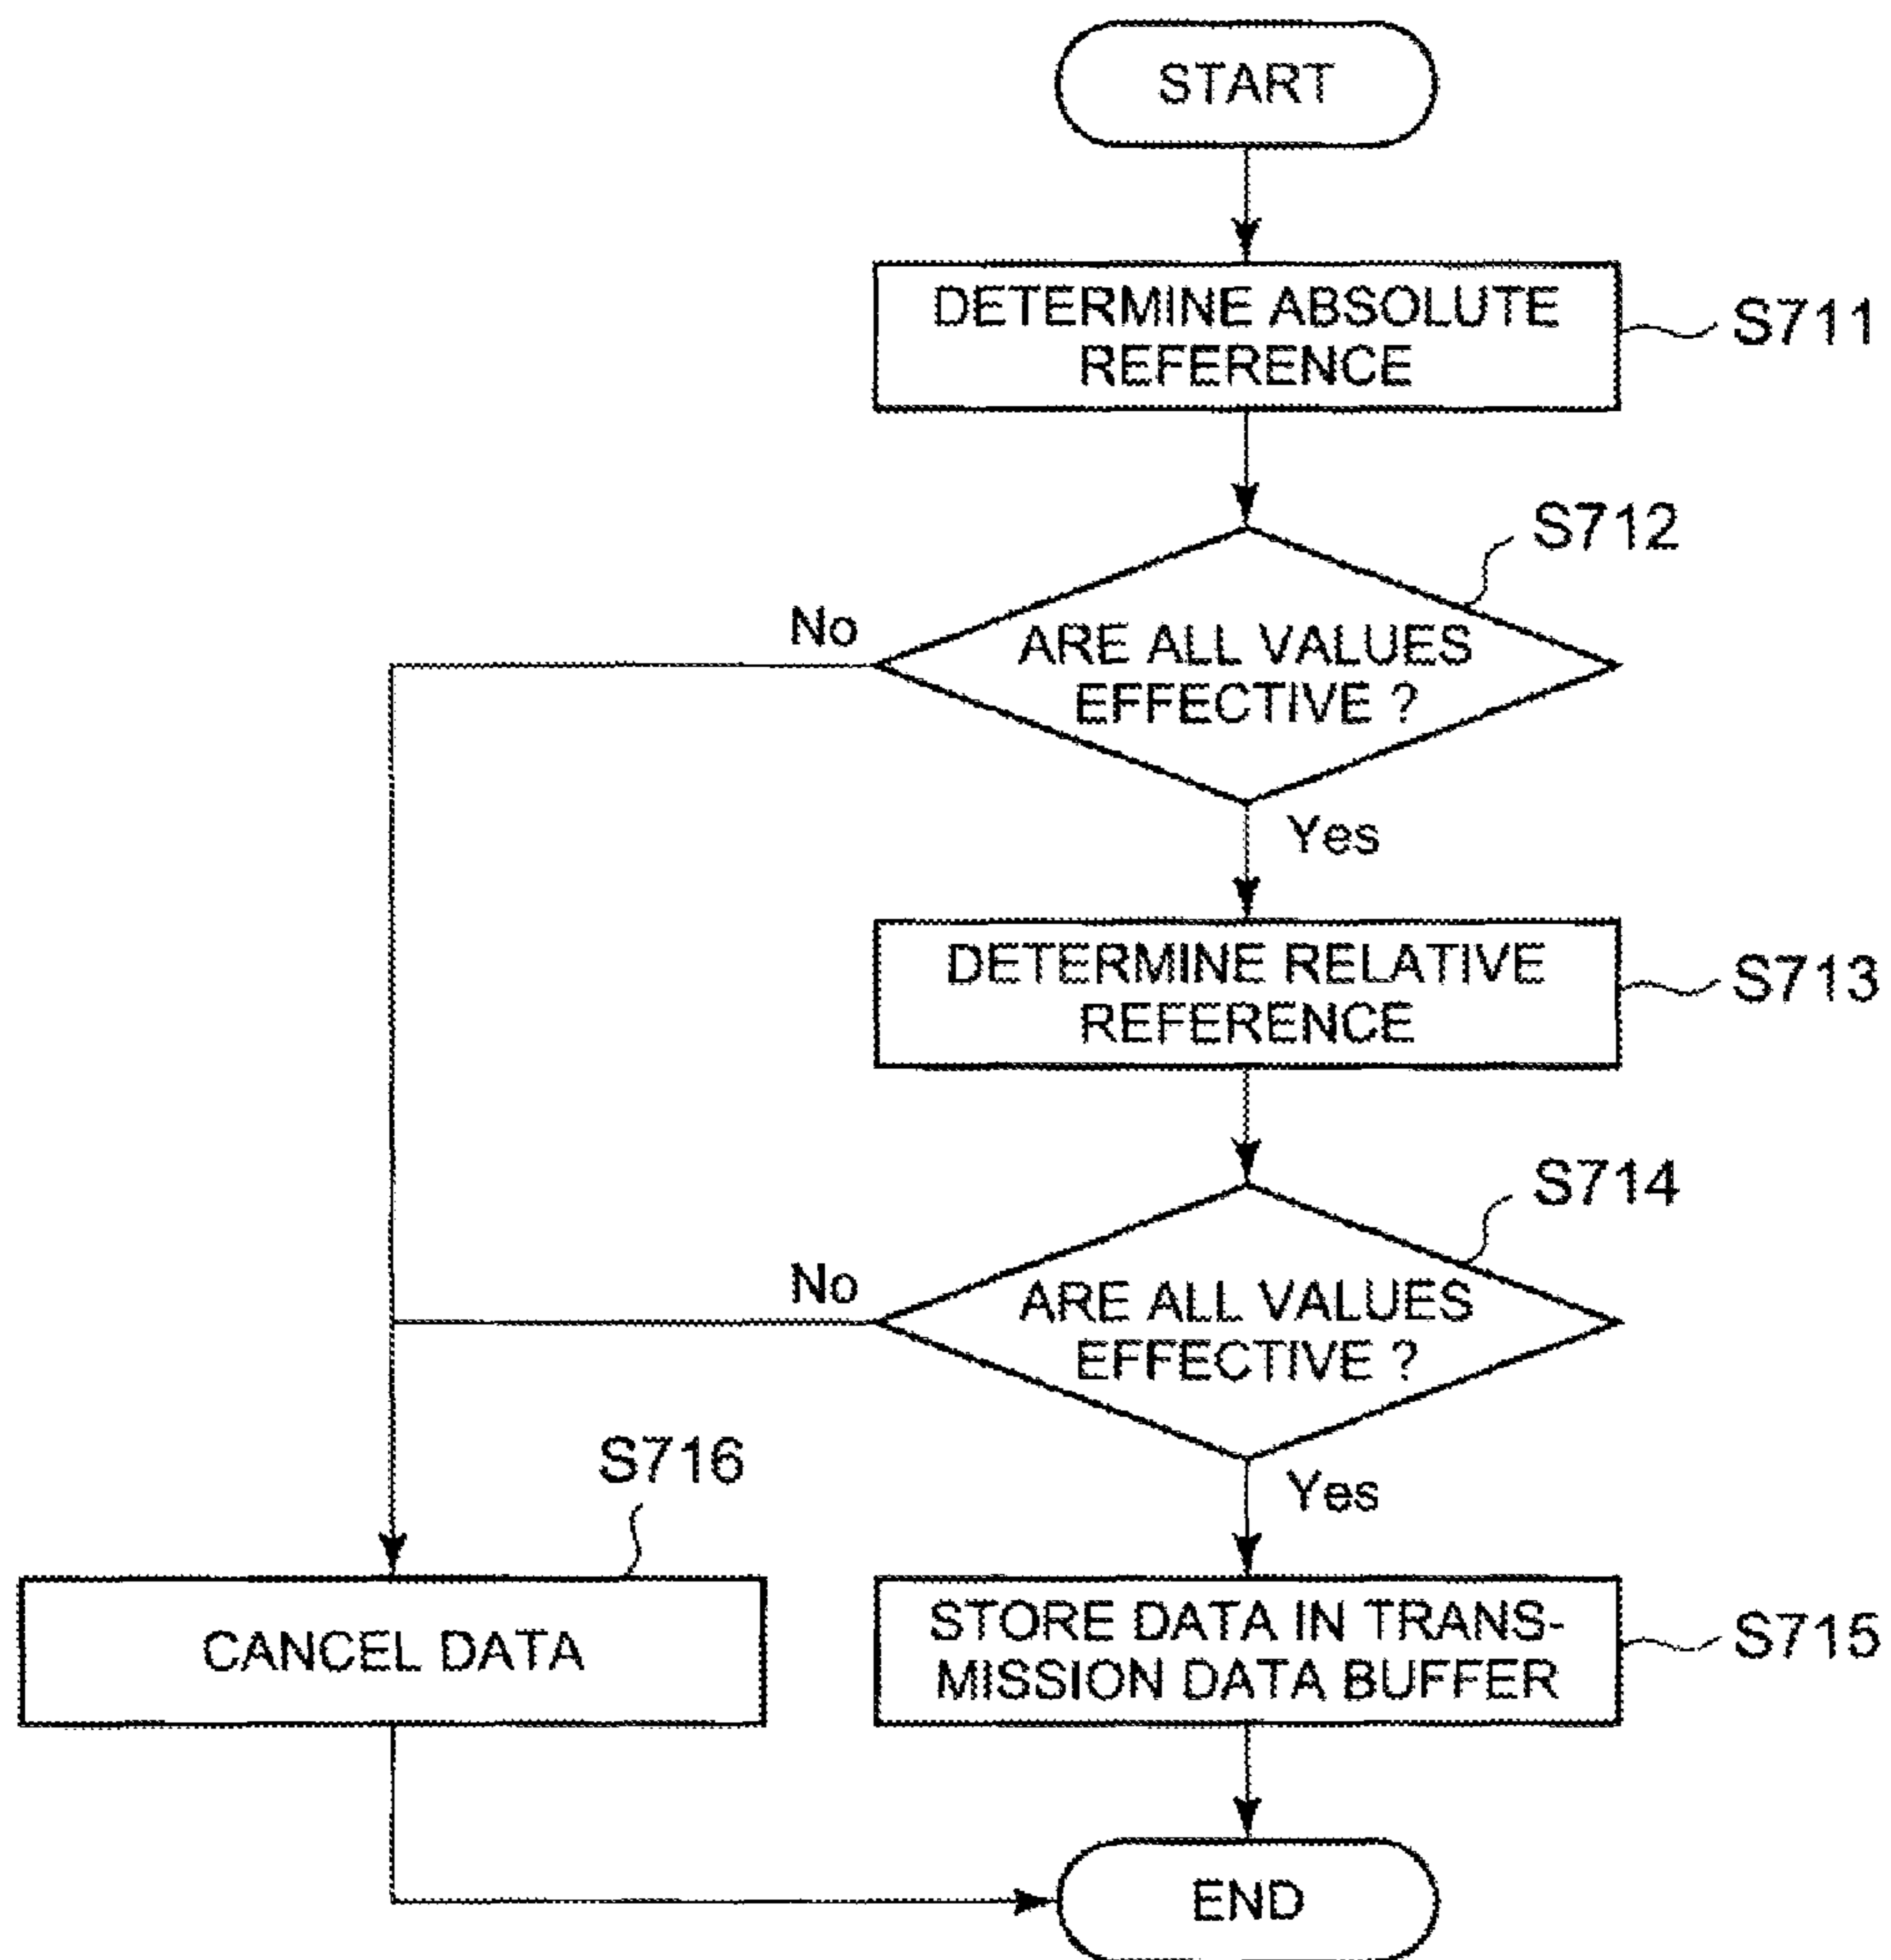 START
DETERMINE ABSOLUTE
REFERENCE
S711
S712
No
ARE ALL VALUES
EFFECTIVE ?
Yes
DETERMINE RELATIVE
REFERENCE
S713
S714
No
ARE ALL VALUES
EFFECTIVE ?
Yes
S716
CANCEL DATA
STORE DATA IN TRANS-
MISSION DATA BUFFER
S715
END